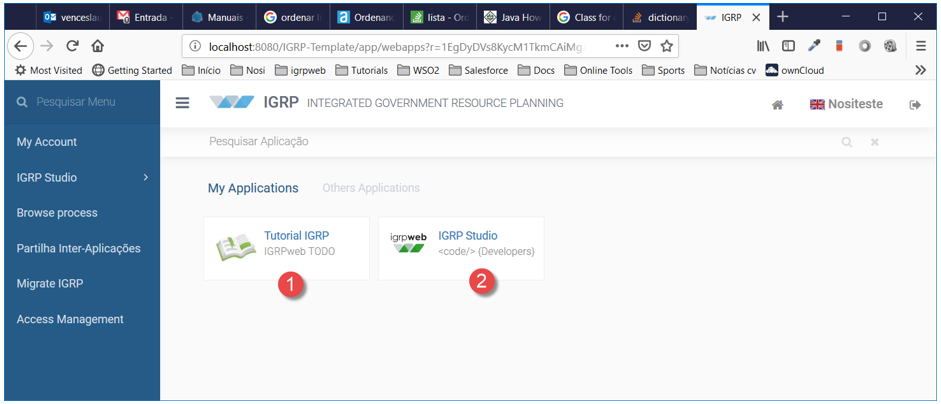 venceslau
Entrada -
Manuais
ordenar l
Ordenand
lista - Ord
Java How
Class for
dictionary
IGRP
localhost:8080/IGRP-Template/app/webapps?r=1EgDyDVs8KycM1TkmCAiMg
Most Visited Getting Started Início Nosi igrpweb Tutorials WSO2 Salesforce Docs Online Tools Sports Notícias cv ownCloud
Pesquisar Menu
IGRP INTEGRATED GOVERNMENT RESOURCE PLANNING
Nositeste
My Account
IGRP Studio
Browse process
Partilha Inter-Aplicações
Migrate IGRP
Access Management
Pesquisar Aplicação
My Applications Others Applications
Tutorial IGRP
IGRPweb TODO
1
igrpweb
IGRP Studio
<code/> {Developers}
2